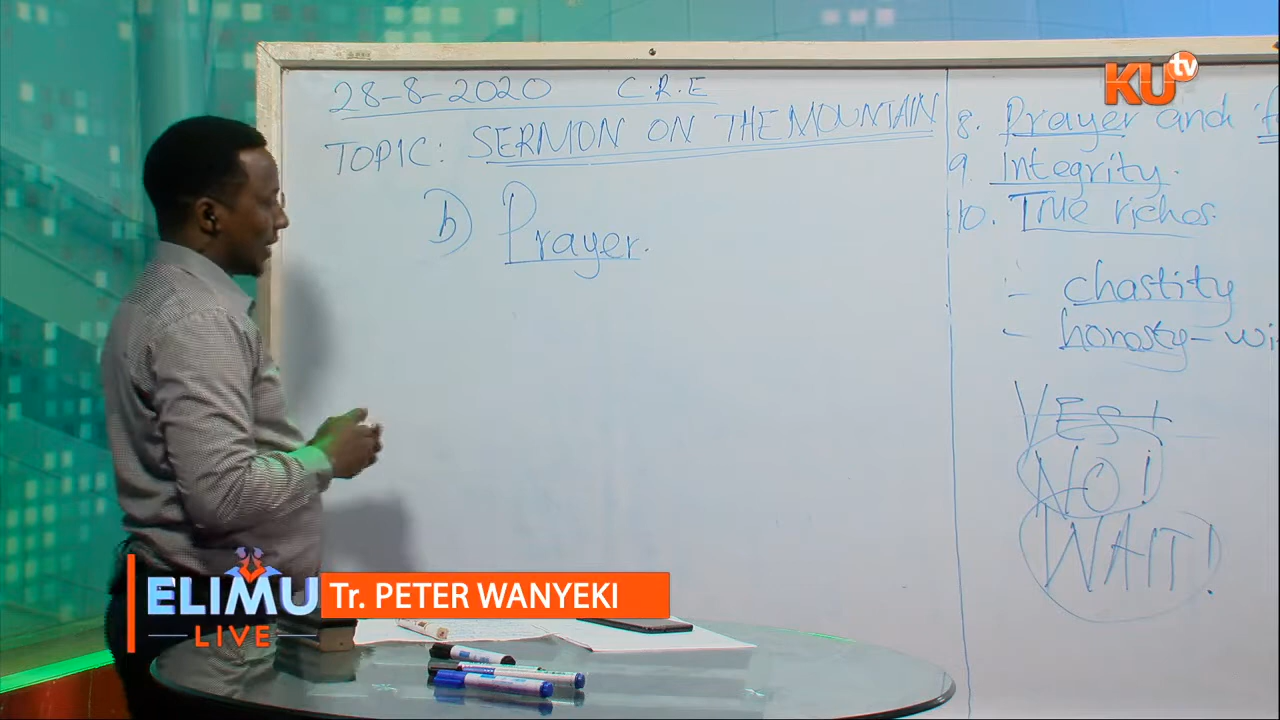 28-8-2020 C.R.E
TOPIC: SERMON ON THE MOUNTAIN
b) Prayer.
8. Prayer and
9. Integrity.
10. True riches.
- chastity
- honesty - wi
YES!
NO!
WAIT!
KU tv
ELIMU
LIVE
Tr. PETER WANYEKI